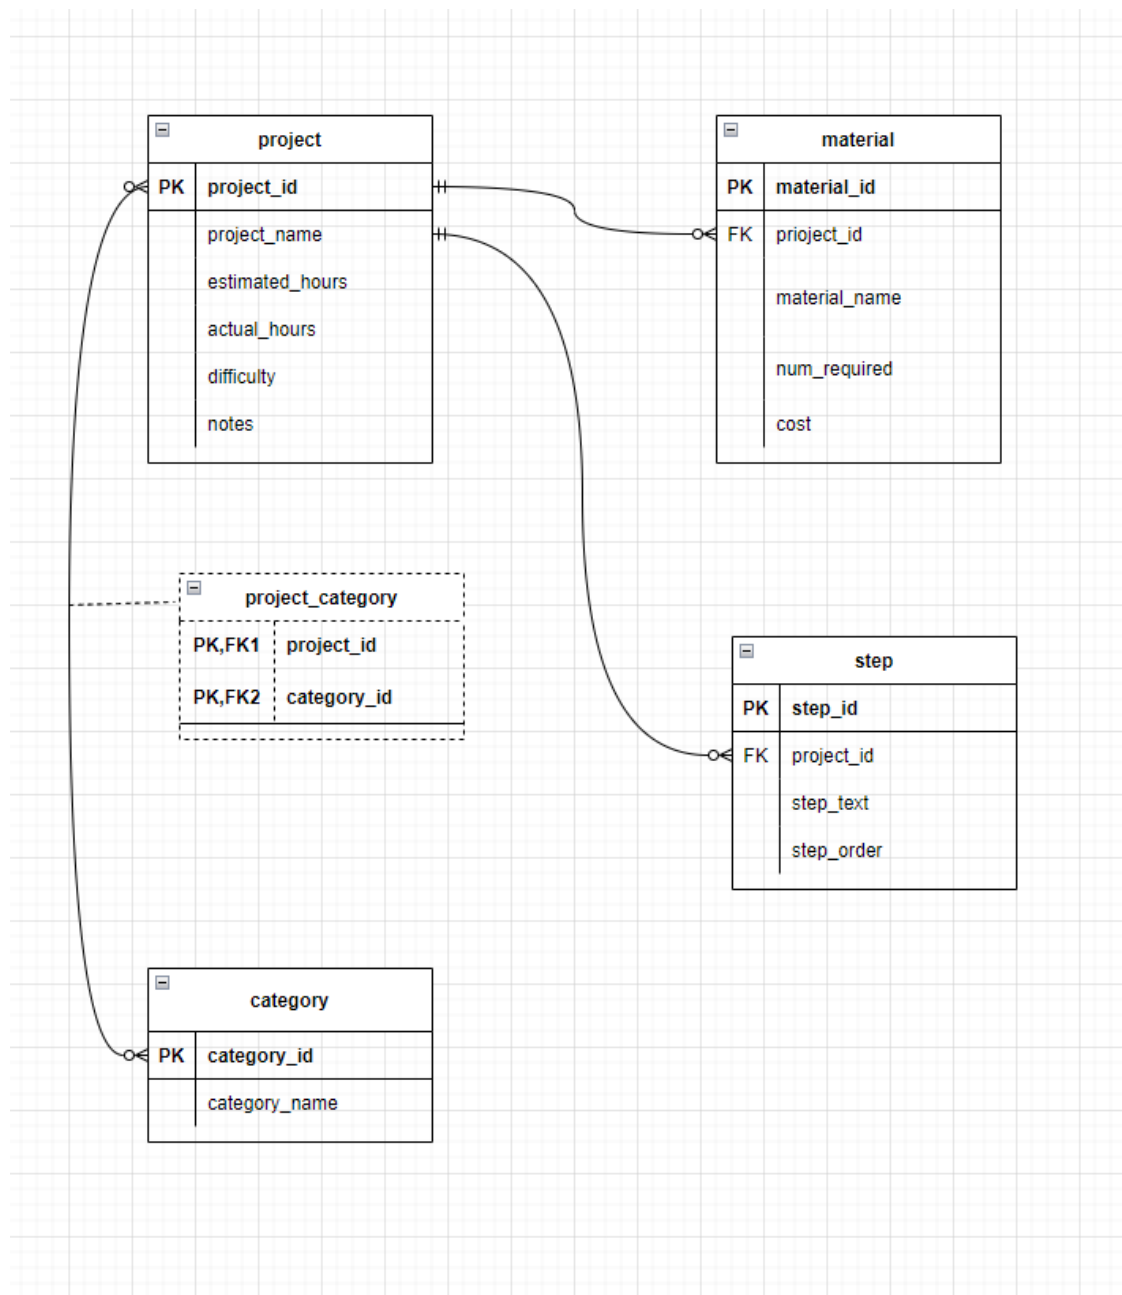 project
PK project_id
project_name
estimated_hours
actual_hours
difficulty
notes
material
PK material_id
FK prioject_id
material_name
num_required
cost
project_category
PK,FK1 project_id
PK,FK2 category_id
step
PK step_id
FK project_id
step_text
step_order
category
PK category_id
category_name